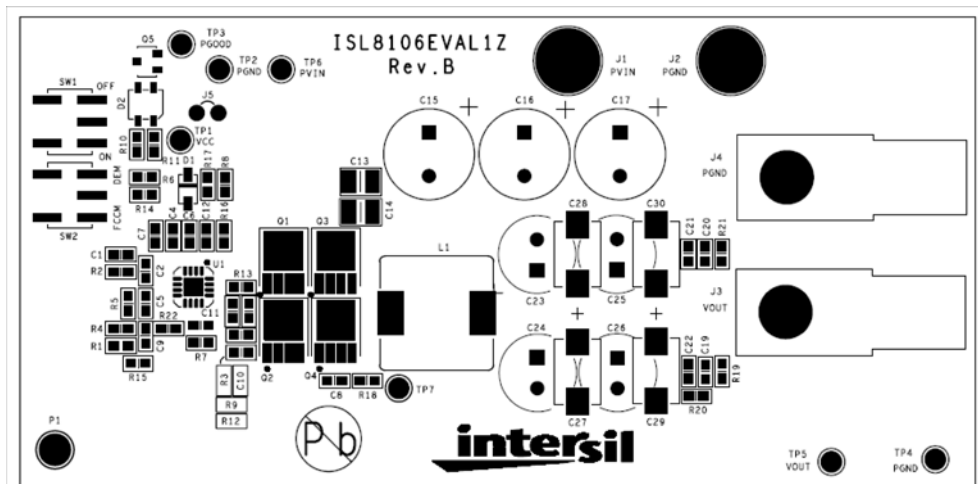 ISL8106EVAL1Z
Rev.B
Q5
TP3
PGOOD
TP2
PGND
TP6
PVIN
J1
PVIN
J2
PGND
SW1
OFF
ON
D2
J5
TP1
VCC
R10
R11
D1
R17
R8
DEM
FCCM
SW2
R6
R14
C7
C4
C6
C12
R16
C13
C14
C15
C16
C17
J4
PGND
C1
R2
C2
U1
R13
Q1
Q3
L1
C28
C30
C21
C20
R21
C23
C25
J3
VOUT
R5
C5
C11
R4
R22
R1
C9
R7
R15
Q2
Q4
C24
C26
C22
C19
R19
R20
C27
C29
R3
C10
R9
R12
C8
R18
TP7
P1
Pb
intersil
TP5
VOUT
TP4
PGND